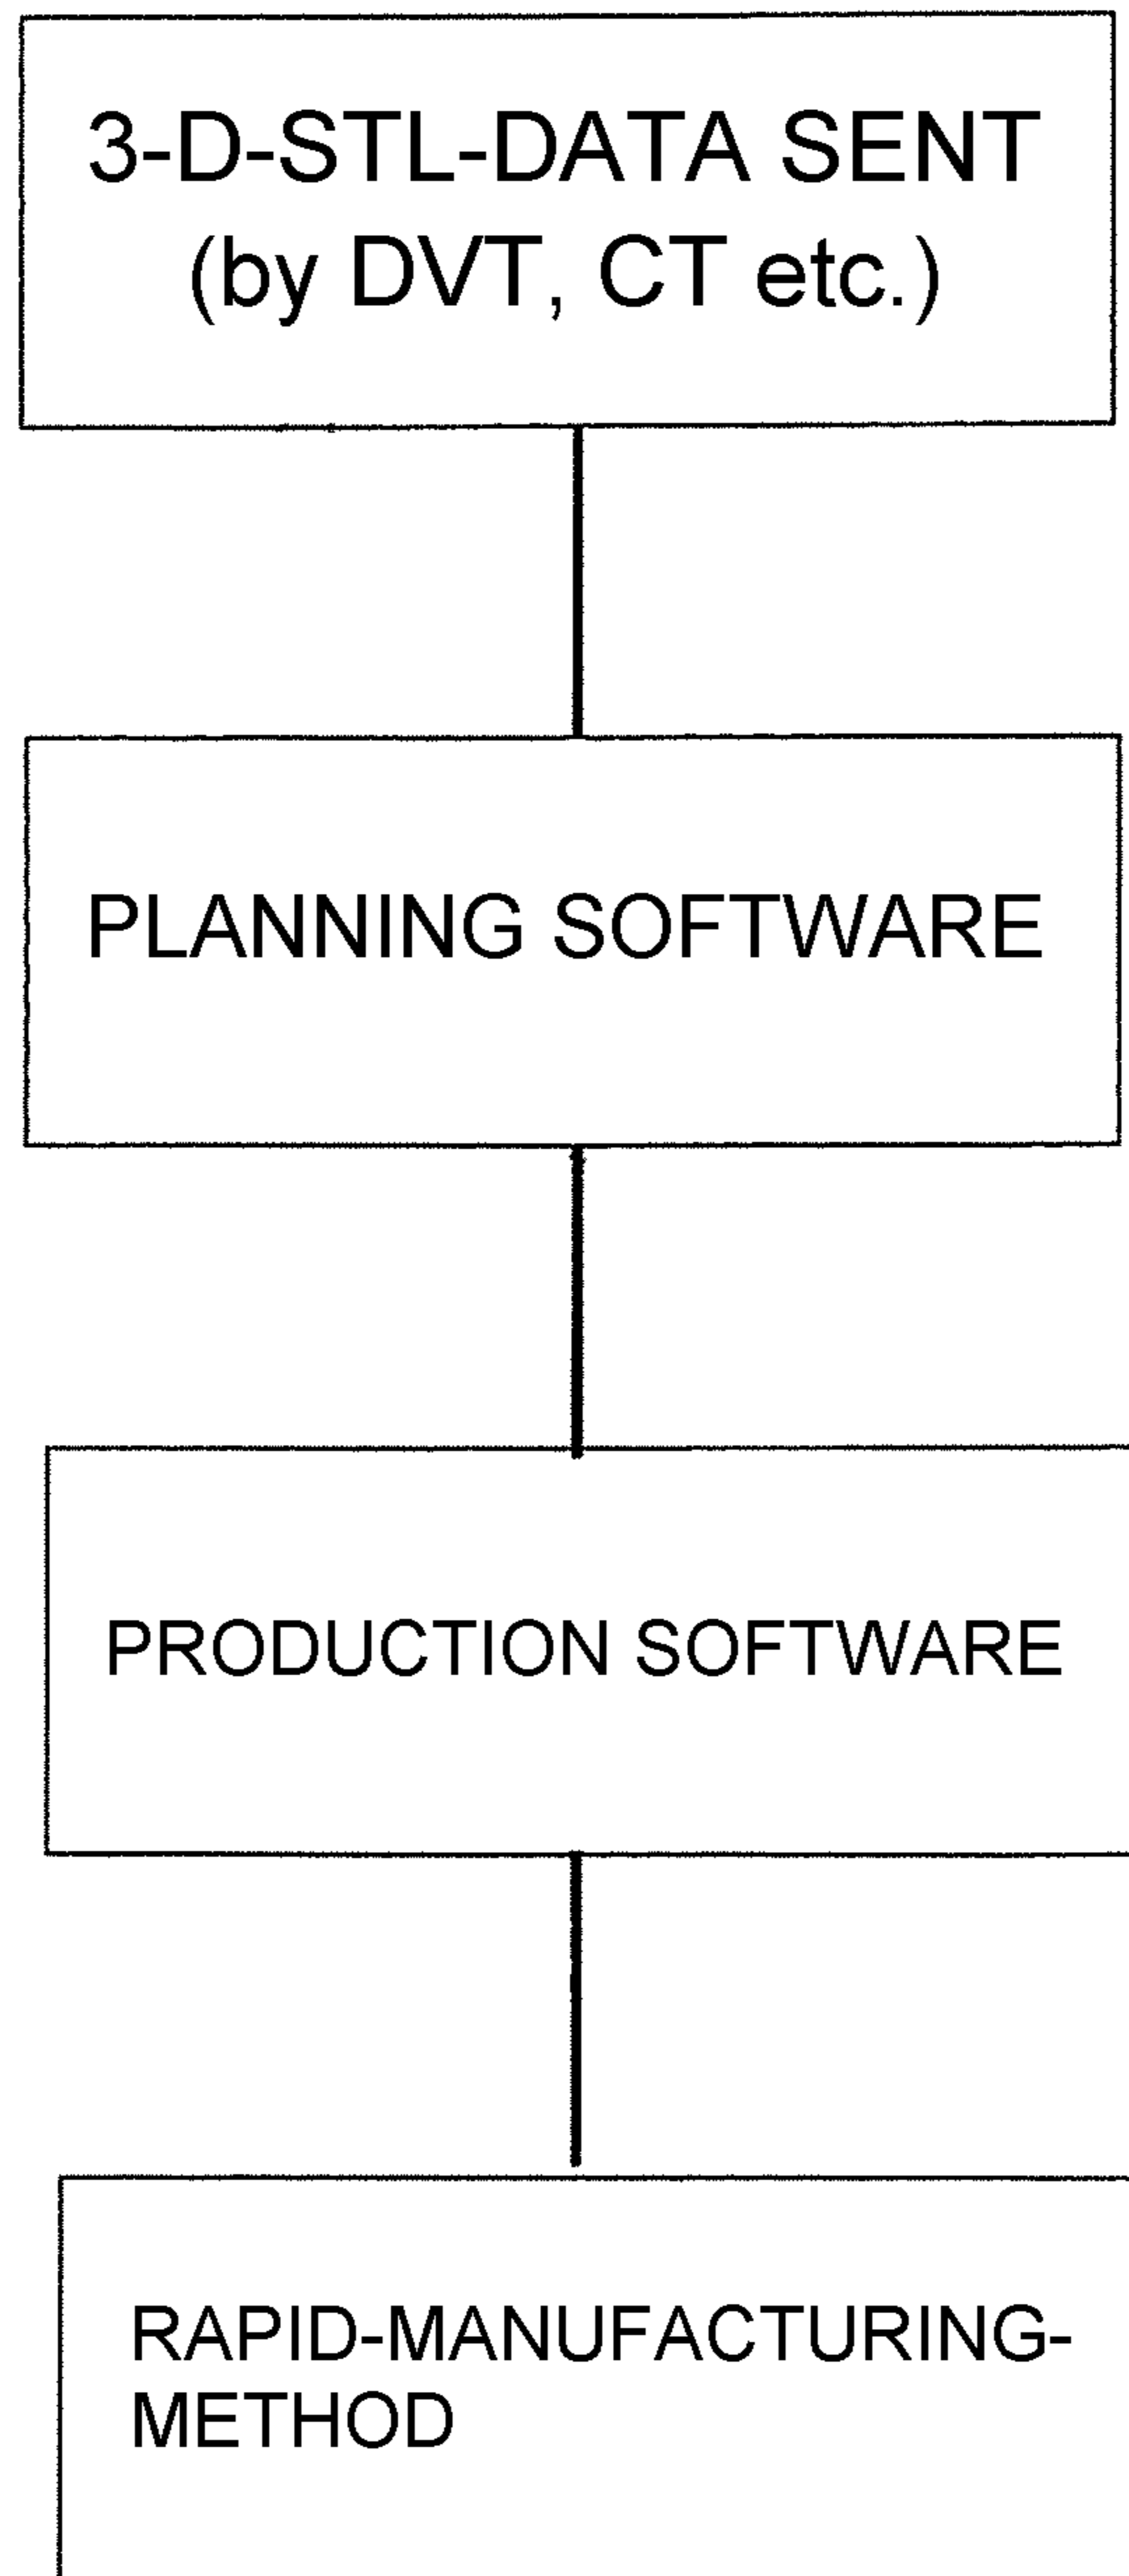 3-D-STL-DATA SENT
(by DVT, CT etc.)
PLANNING SOFTWARE
PRODUCTION SOFTWARE
RAPID-MANUFACTURING-
METHOD